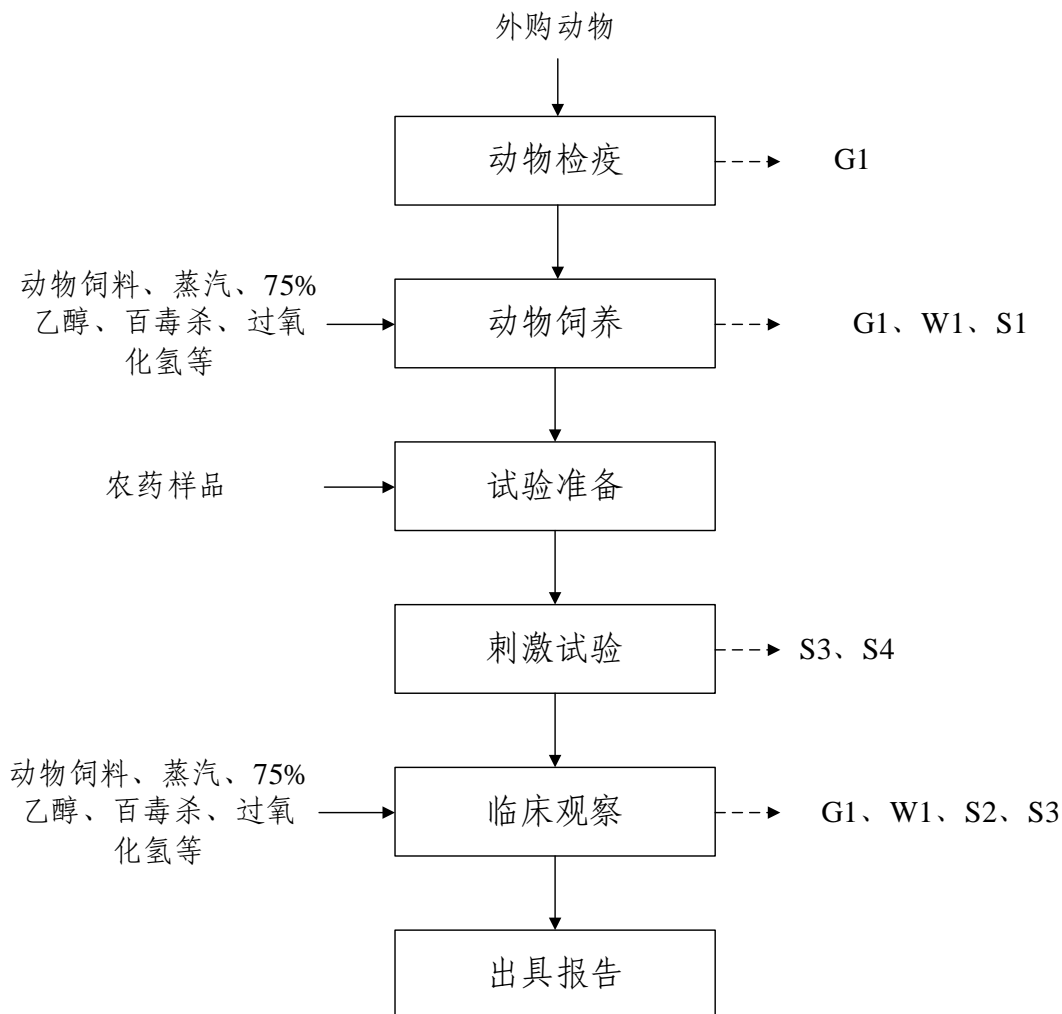 外购动物
动物检疫
G1
动物饲料、蒸汽、75%
乙醇、百毒杀、过氧
化氢等
动物饲养
G1、W1、S1
农药样品
试验准备
刺激试验
S3、S4
动物饲料、蒸汽、75%
乙醇、百毒杀、过氧
化氢等
临床观察
G1、W1、S2、S3
出具报告